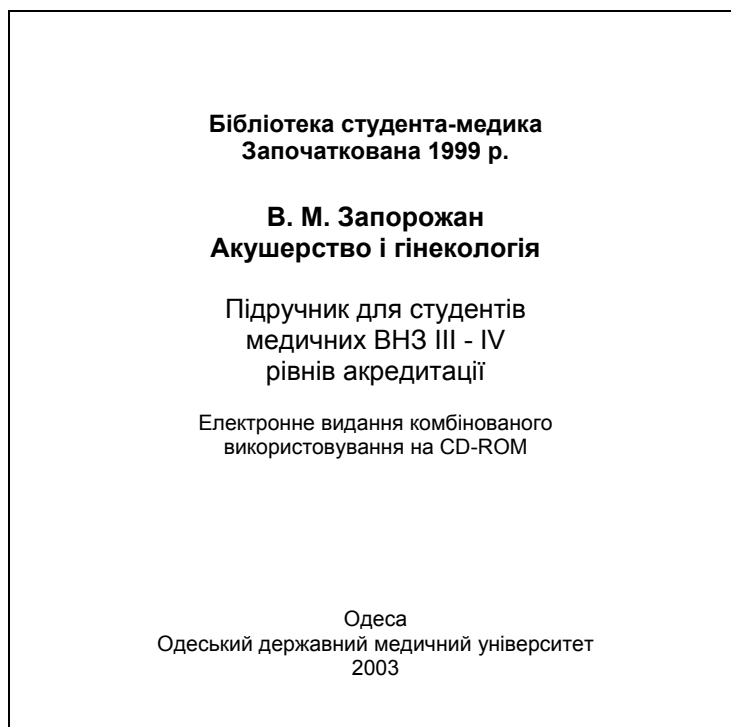 Бібліотека студента-медика
Започаткована 1999 р.
В. М. Запорожан
Акушерство і гінекологія
Підручник для студентів
медичних ВНЗ III - IV
рівнів акредитації
Електронне видання комбінованого
використовування на CD-ROM
Одеса
Одеський державний медичний університет
2003